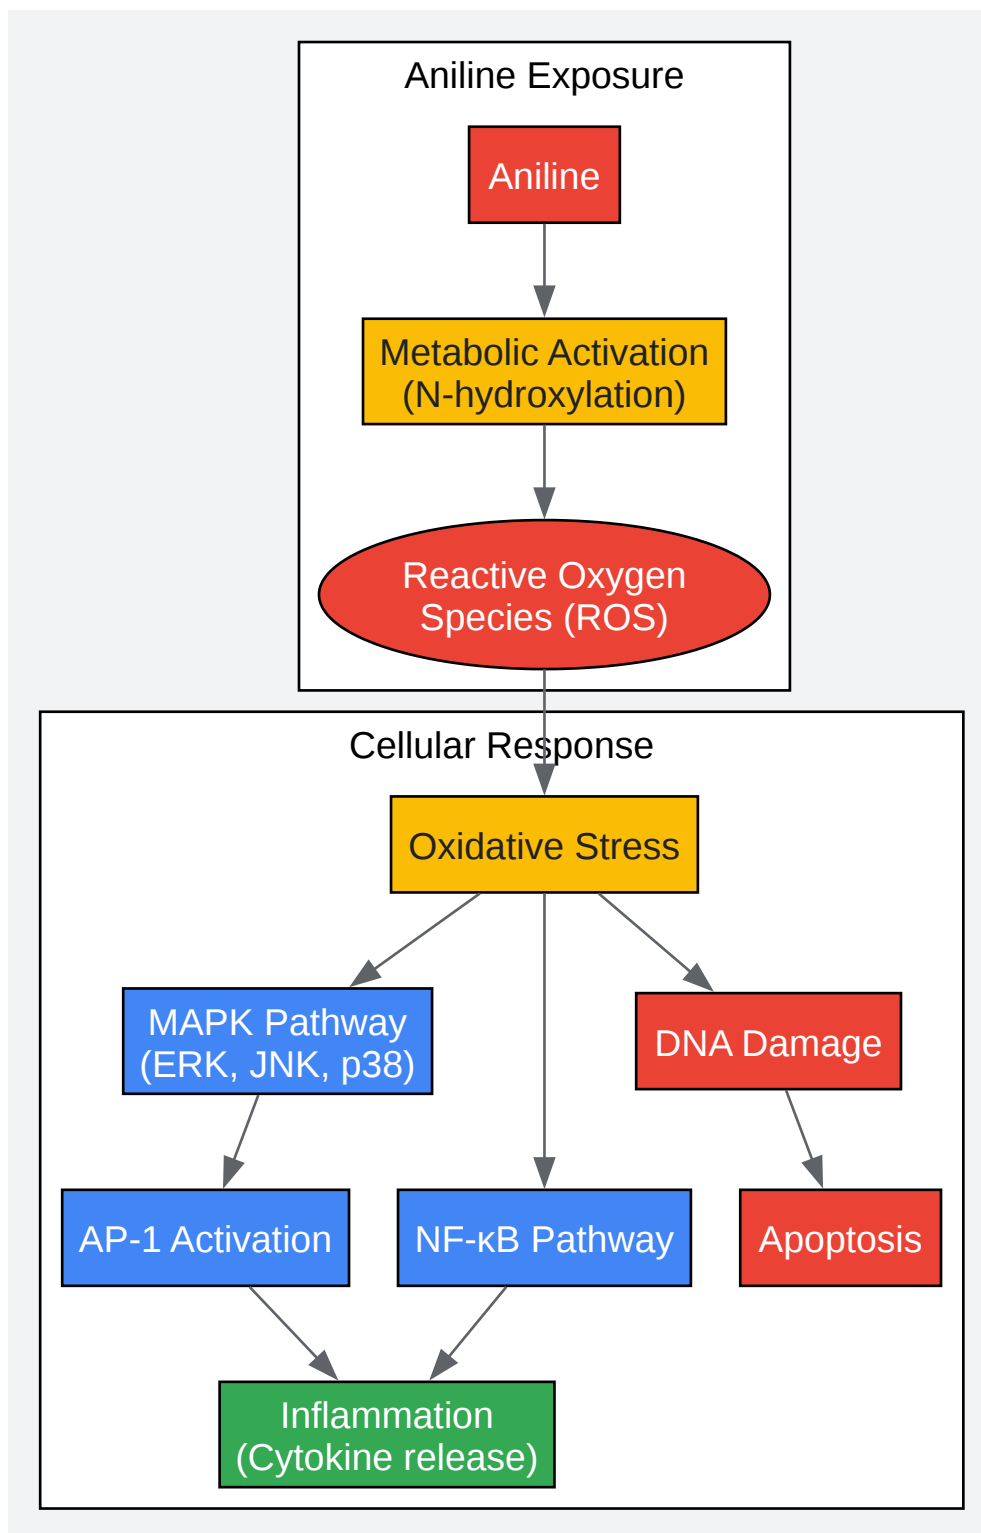 Aniline Exposure
Aniline
Metabolic Activation
(N-hydroxylation)
Reactive Oxygen
Species (ROS)
Cellular Response
Oxidative Stress
MAPK Pathway
(ERK, JNK, p38)
DNA Damage
AP-1 Activation
NF-κB Pathway
Apoptosis
Inflammation
(Cytokine release)